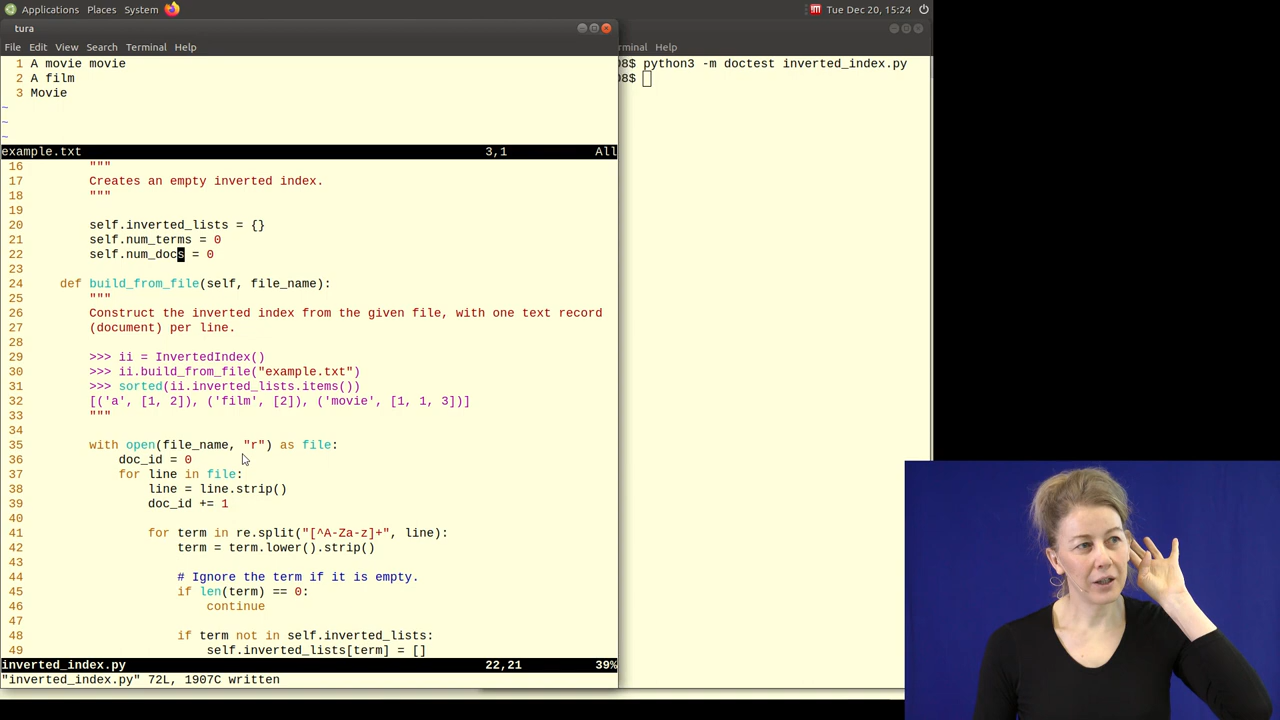 Applications Places System Tue Dec 20, 15:24
tura
File Edit View Search Terminal Help
rminal Help
1 A movie movie
2 A film
3 Movie
~
~
~
example.txt 3,1 All
16 """
17 Creates an empty inverted index.
18 """
19
20 self.inverted_lists = {}
21 self.num_terms = 0
22 self.num_docs = 0
23
24 def build_from_file(self, file_name):
25 """
26 Construct the inverted index from the given file, with one text record
27 (document) per line.
28
29 >>> ii = InvertedIndex()
30 >>> ii.build_from_file("example.txt")
31 >>> sorted(ii.inverted_lists.items())
32 [('a', [1, 2]), ('film', [2]), ('movie', [1, 1, 3])]
33 """
34
35 with open(file_name, "r") as file:
36 doc_id = 0
37 for line in file:
38 line = line.strip()
39 doc_id += 1
40
41 for term in re.split("[^A-Za-z]+", line):
42 term = term.lower().strip()
43
44 # Ignore the term if it is empty.
45 if len(term) == 0:
46 continue
47
48 if term not in self.inverted_lists:
49 self.inverted_lists[term] = []
inverted_index.py 22,21 39%
"inverted_index.py" 72L, 1907C written
08$ python3 -m doctest inverted_index.py
08$